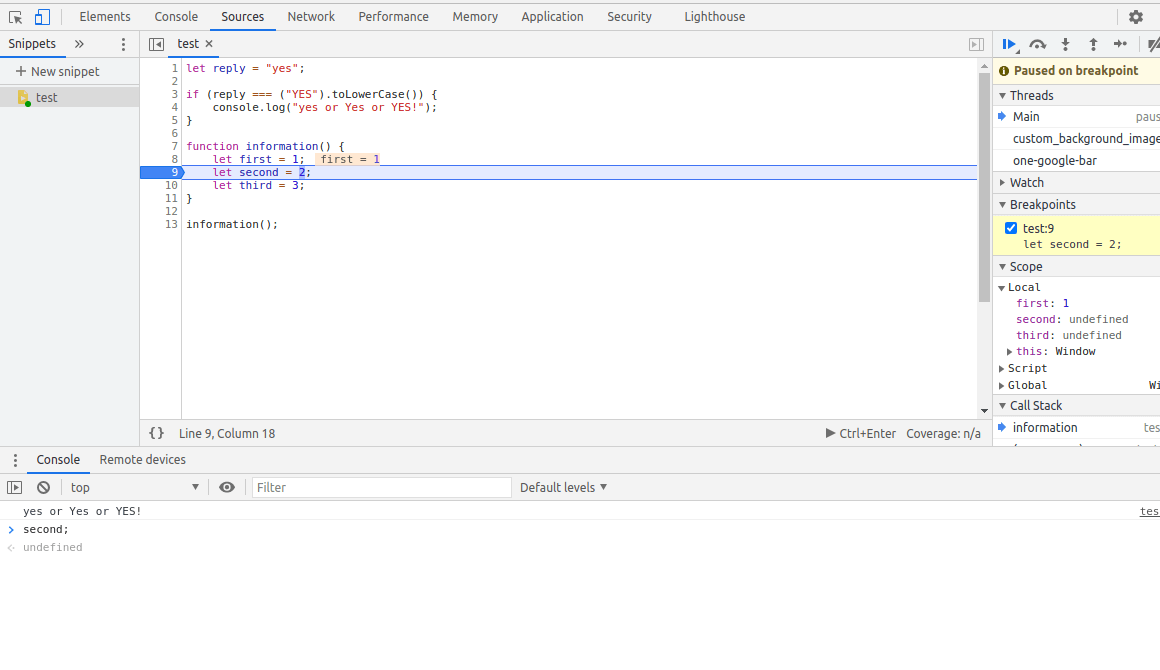 Elements Console Sources Network Performance Memory Application Security Lighthouse
Snippets
New snippet
test
test
1 let reply = "yes";
2
3 if (reply === ("YES").toLowerCase()) {
4 console.log("yes or Yes or YES!");
5 }
6
7 function information() {
8 let first = 1; first = 1
9 let second = 2;
10 let third = 3;
11 }
12
13 information();
{} Line 9, Column 18 Ctrl+Enter Coverage: n/a
Paused on breakpoint
Threads
Main paus
custom_background_image
one-google-bar
Watch
Breakpoints
test:9
let second = 2;
Scope
Local
first: 1
second: undefined
third: undefined
this: Window
Script
Global Wi
Call Stack
information tes
Console Remote devices
top Filter Default levels
yes or Yes or YES! tes
second;
undefined